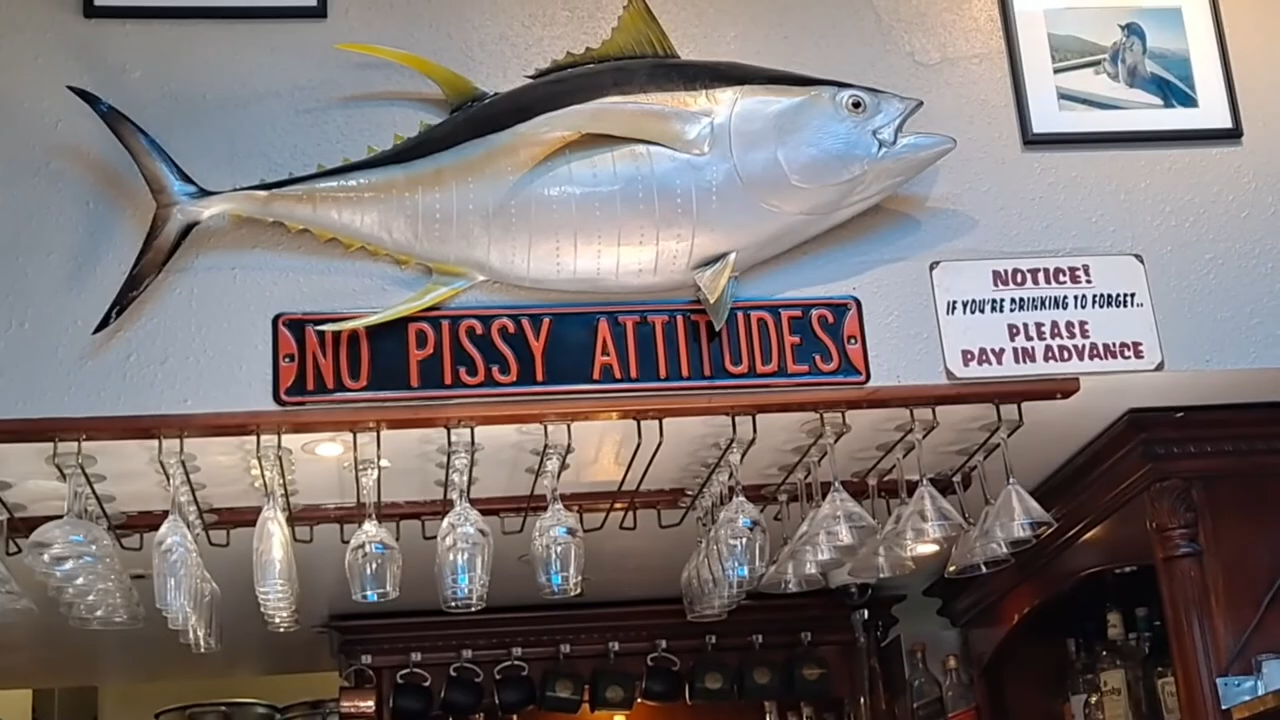 NO PISSY ATTITUDES
NOTICE!
IF YOU'RE DRINKING TO FORGET..
PLEASE
PAY IN ADVANCE